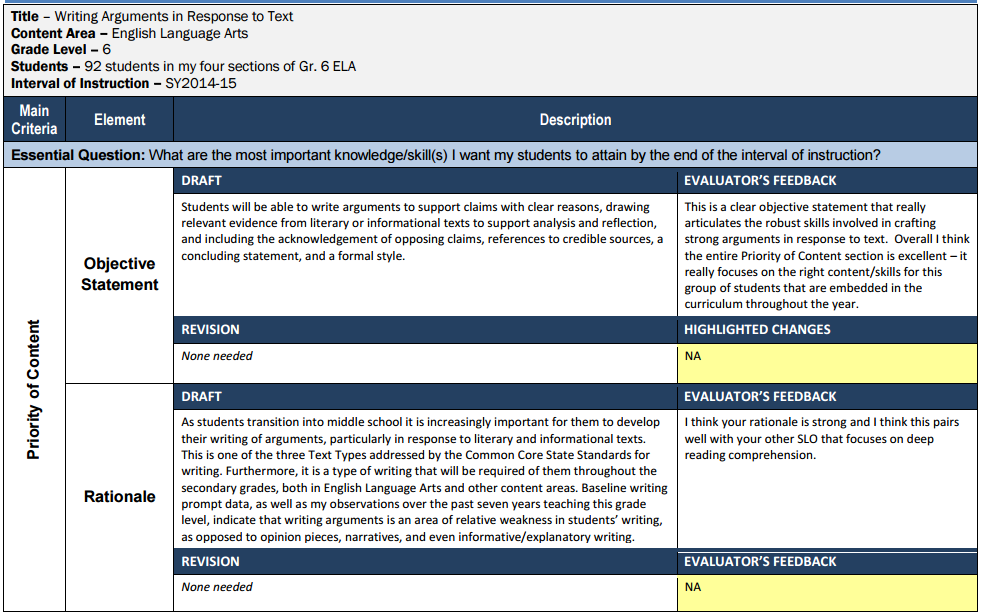 Title – Writing Arguments in Response to Text
Content Area – English Language Arts
Grade Level – 6
Students – 92 students in my four sections of Gr. 6 ELA
Interval of Instruction – SY2014-15
Main
Criteria
Element
Description
Essential Question: What are the most important knowledge/skill(s) I want my students to attain by the end of the interval of instruction?
Priority of Content
Objective
Statement
DRAFT
Students will be able to write arguments to support claims with clear reasons, drawing
relevant evidence from literary or informational texts to support analysis and reflection,
and including the acknowledgement of opposing claims, references to credible sources, a
concluding statement, and a formal style.
EVALUATOR'S FEEDBACK
This is a clear objective statement that really
articulates the robust skills involved in crafting
strong arguments in response to text.  Overall I think
the entire Priority of Content section is excellent – it
really focuses on the right content/skills for this
group of students that are embedded in the
curriculum throughout the year.
REVISION
None needed
HIGHLIGHTED CHANGES
NA
Rationale
DRAFT
As students transition into middle school it is increasingly important for them to develop
their writing of arguments, particularly in response to literary and informational texts.
This is one of the three Text Types addressed by the Common Core State Standards for
writing. Furthermore, it is a type of writing that will be required of them throughout the
secondary grades, both in English Language Arts and other content areas. Baseline writing
prompt data, as well as my observations over the past seven years teaching this grade
level, indicate that writing arguments is an area of relative weakness in students' writing,
as opposed to opinion pieces, narratives, and even informative/explanatory writing.
EVALUATOR'S FEEDBACK
I think your rationale is strong and I think this pairs
well with your other SLO that focuses on deep
reading comprehension.
REVISION
None needed
EVALUATOR'S FEEDBACK
NA